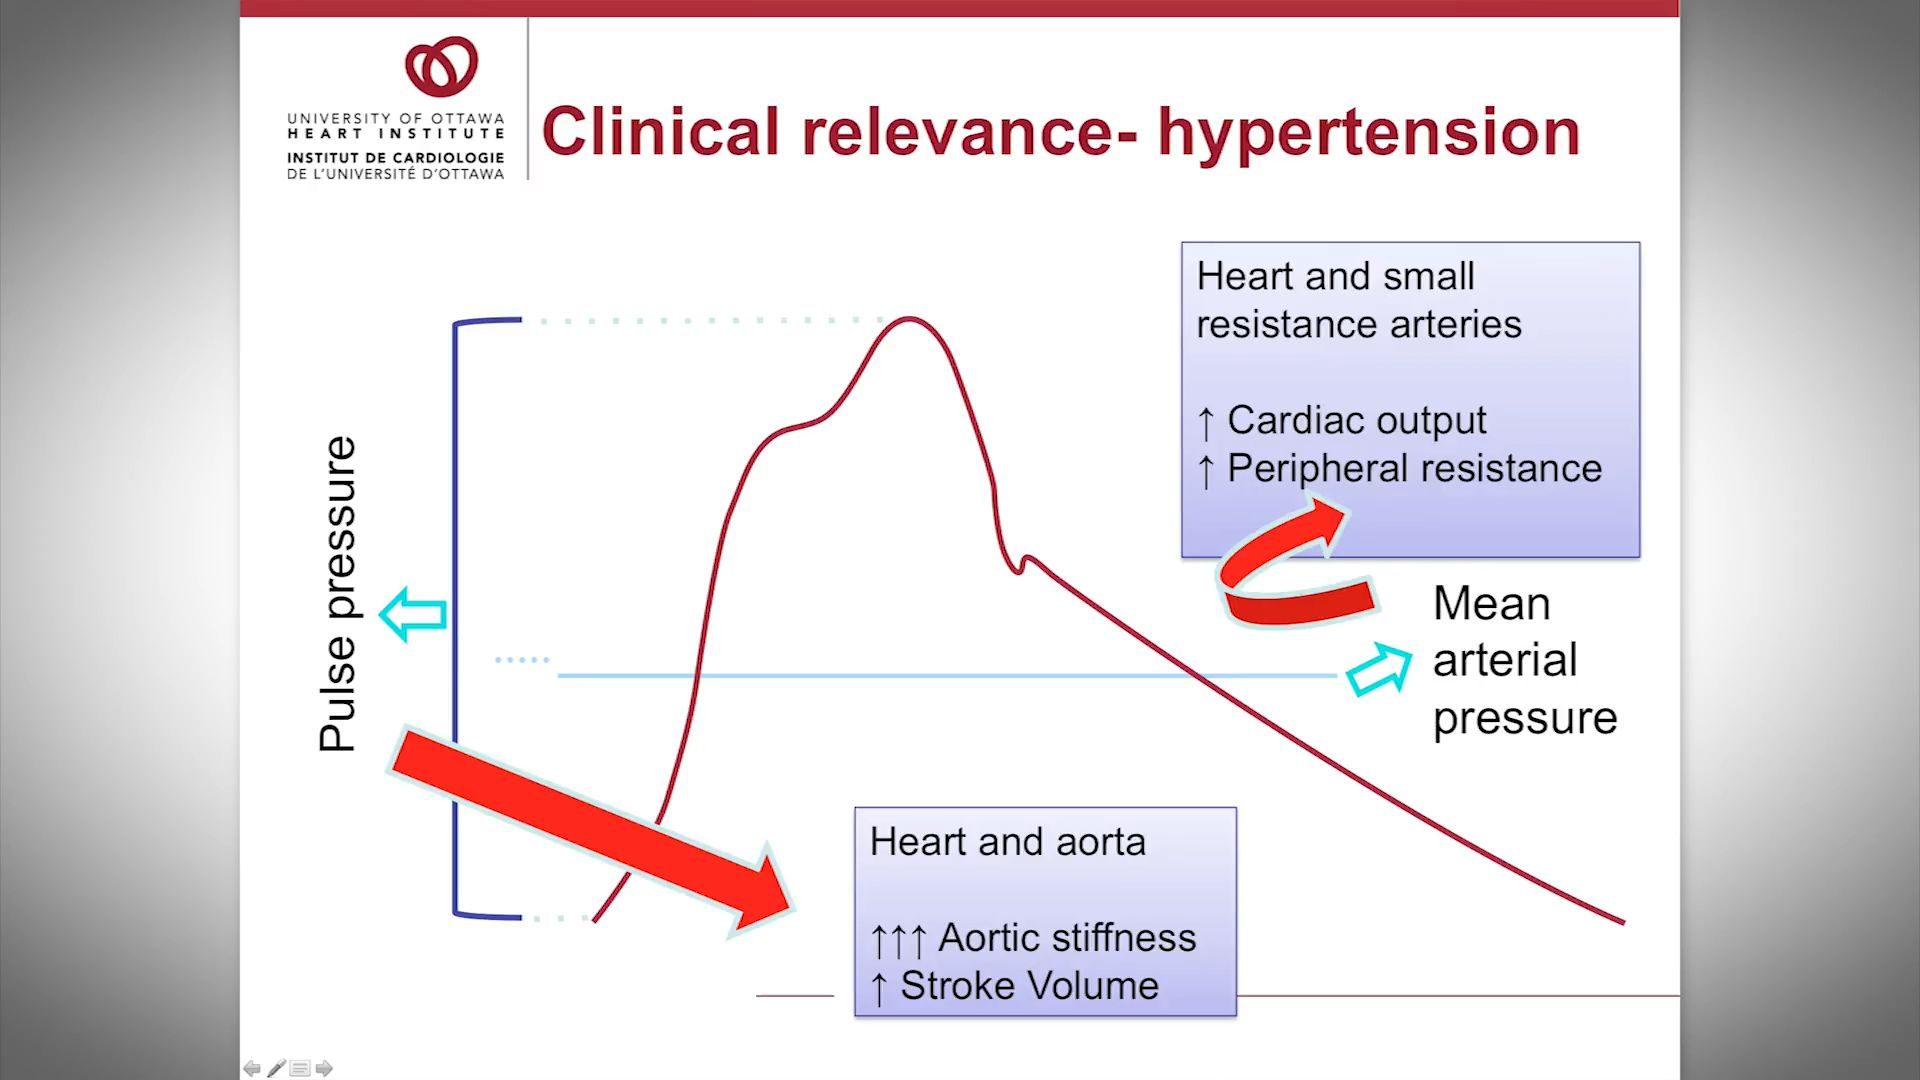 UNIVERSITY OF OTTAWA
HEART INSTITUTE
INSTITUT DE CARDIOLOGIE
DE L'UNIVERSITÉ D'OTTAWA
Clinical relevance- hypertension
Heart and small
resistance arteries
↑ Cardiac output
↑ Peripheral resistance
Pulse pressure
Mean
arterial
pressure
Heart and aorta
↑↑↑ Aortic stiffness
↑ Stroke Volume